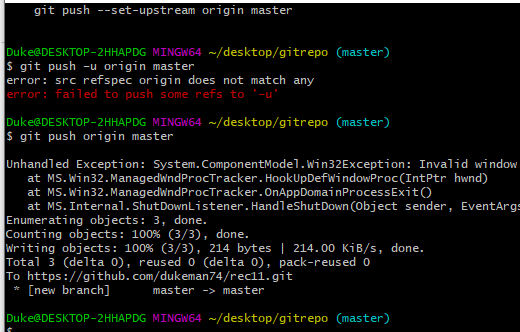 git push --set-upstream origin master
Duke@DESKTOP-2HHAPDG MINGW64 ~/desktop/gitrepo (master)
$ git push -u origin master
error: src refspec origin does not match any
error: failed to push some refs to '-u'
Duke@DESKTOP-2HHAPDG MINGW64 ~/desktop/gitrepo (master)
$ git push origin master
Unhandled Exception: System.ComponentModel.Win32Exception: Invalid window
at MS.Win32.ManagedWndProcTracker.HookUpDefWindowProc(IntPtr hwnd)
at MS.Win32.ManagedWndProcTracker.OnAppDomainProcessExit()
at MS.Internal.ShutDownListener.HandleShutDown(Object sender, EventArgs
Enumerating objects: 3, done.
Counting objects: 100% (3/3), done.
Writing objects: 100% (3/3), 214 bytes | 214.00 KiB/s, done.
Total 3 (delta 0), reused 0 (delta 0), pack-reused 0
To https://github.com/dukeman74/rec11.git
* [new branch] master -> master
Duke@DESKTOP-2HHAPDG MINGW64 ~/desktop/gitrepo (master)
$